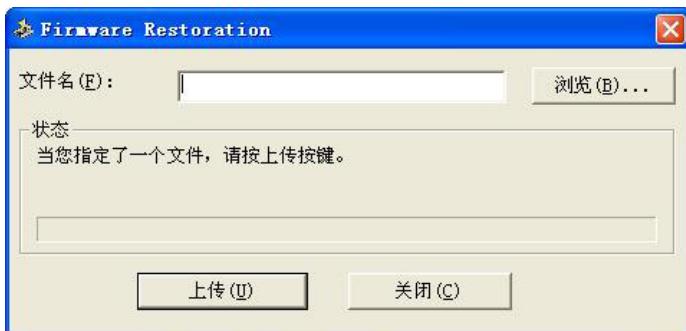 Firmware Restoration
文件名(F):
浏览(B)...
状态
当您指定了一个文件，请按上传按键。
上传(U)
关闭(C)